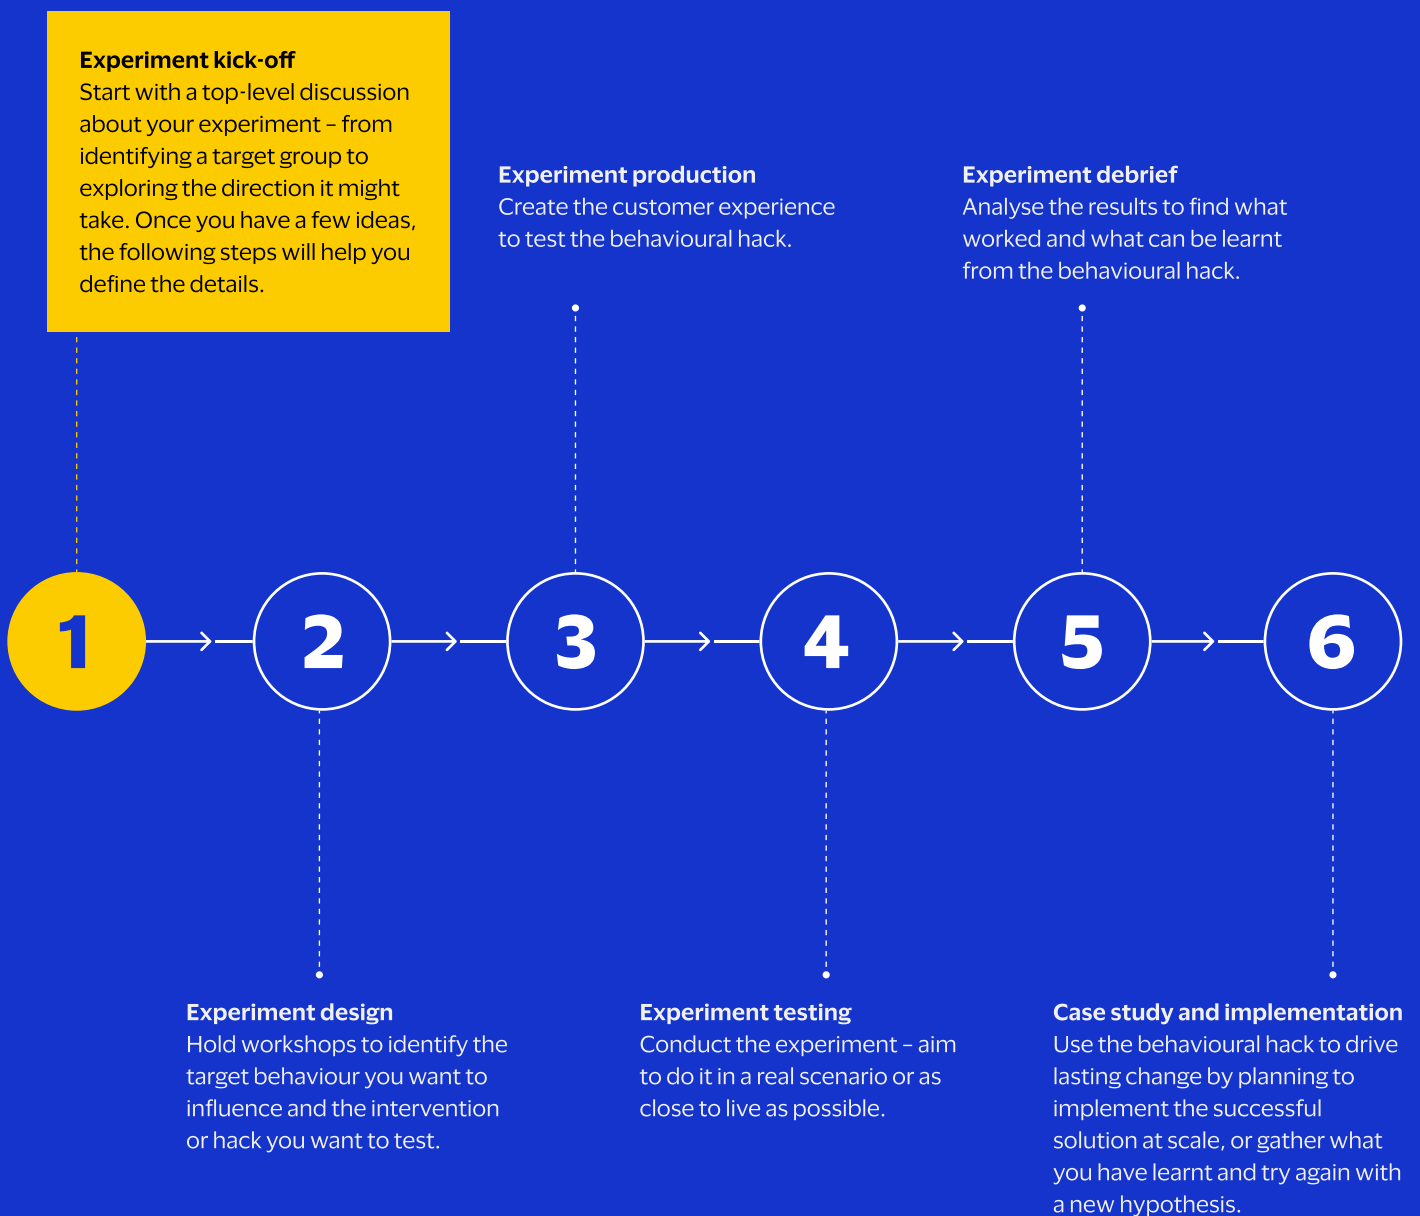 Experiment kick-off
Start with a top-level discussion
about your experiment – from
identifying a target group to
exploring the direction it might
take. Once you have a few ideas,
the following steps will help you
define the details.
Experiment production
Create the customer experience
to test the behavioural hack.
Experiment debrief
Analyse the results to find what
worked and what can be learnt
from the behavioural hack.
1
2
3
4
5
6
Experiment design
Hold workshops to identify the
target behaviour you want to
influence and the intervention
or hack you want to test.
Experiment testing
Conduct the experiment – aim
to do it in a real scenario or as
close to live as possible.
Case study and implementation
Use the behavioural hack to drive
lasting change by planning to
implement the successful
solution at scale, or gather what
you have learnt and try again with
a new hypothesis.